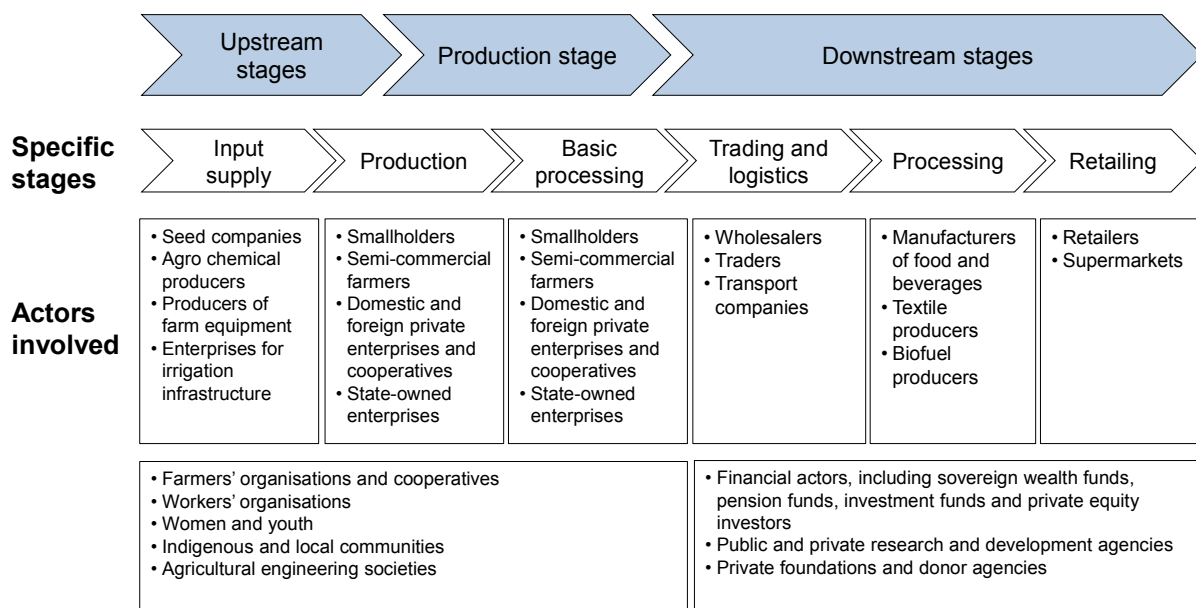 Upstream
stages
Production stage
Downstream stages
Specific
stages
Input
supply
Production
Basic
processing
Trading and
logistics
Processing
Retailing
Actors
involved
• Seed companies
• Agro chemical
producers
• Producers of
farm equipment
• Enterprises for
irrigation
infrastructure
• Smallholders
• Semi-commercial
farmers
• Domestic and
foreign private
enterprises and
cooperatives
• State-owned
enterprises
• Smallholders
• Semi-commercial
farmers
• Domestic and
foreign private
enterprises and
cooperatives
• State-owned
enterprises
• Wholesalers
• Traders
• Transport
companies
• Manufacturers
of food and
beverages
• Textile
producers
• Biofuel
producers
• Retailers
• Supermarkets
• Farmers’ organisations and cooperatives
• Workers’ organisations
• Women and youth
• Indigenous and local communities
• Agricultural engineering societies
• Financial actors, including sovereign wealth funds,
pension funds, investment funds and private equity
investors
• Public and private research and development agencies
• Private foundations and donor agencies